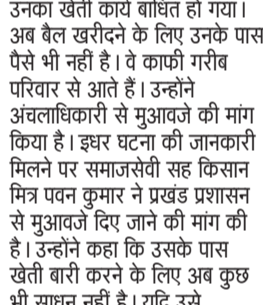 उनका खेती कार्य बाधित हो गया।
अब बैल खरीदने के लिए उनके पास
पैसे भी नहीं है। वे काफी गरीब
परिवार से आते हैं। उन्होंने
अंचलाधिकारी से मुआवजे की मांग
किया है। इधर घटना की जानकारी
मिलने पर समाजसेवी सह किसान
मित्र पवन कुमार ने प्रखंड प्रशासन
से मुआवजे दिए जाने की मांग की
है। उन्होंने कहा कि उसके पास
खेती बारी करने के लिए अब कुछ
भी साधन नहीं है। यदि उसे